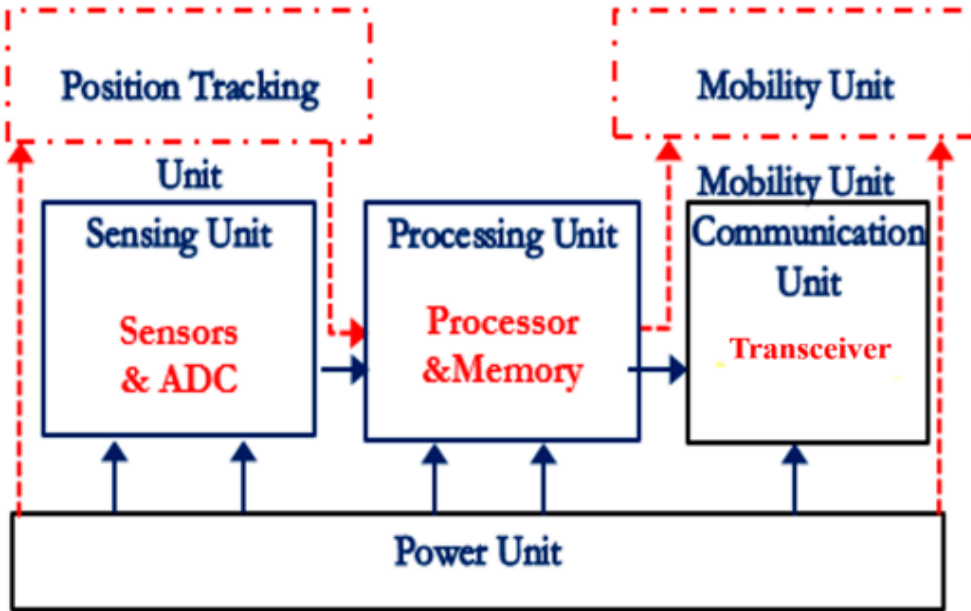 Position Tracking
Unit
Mobility Unit
Mobility Unit
Sensing Unit
Sensors
& ADC
Processing Unit
Processor
&Memory
Communication
Unit
Transceiver
Power Unit